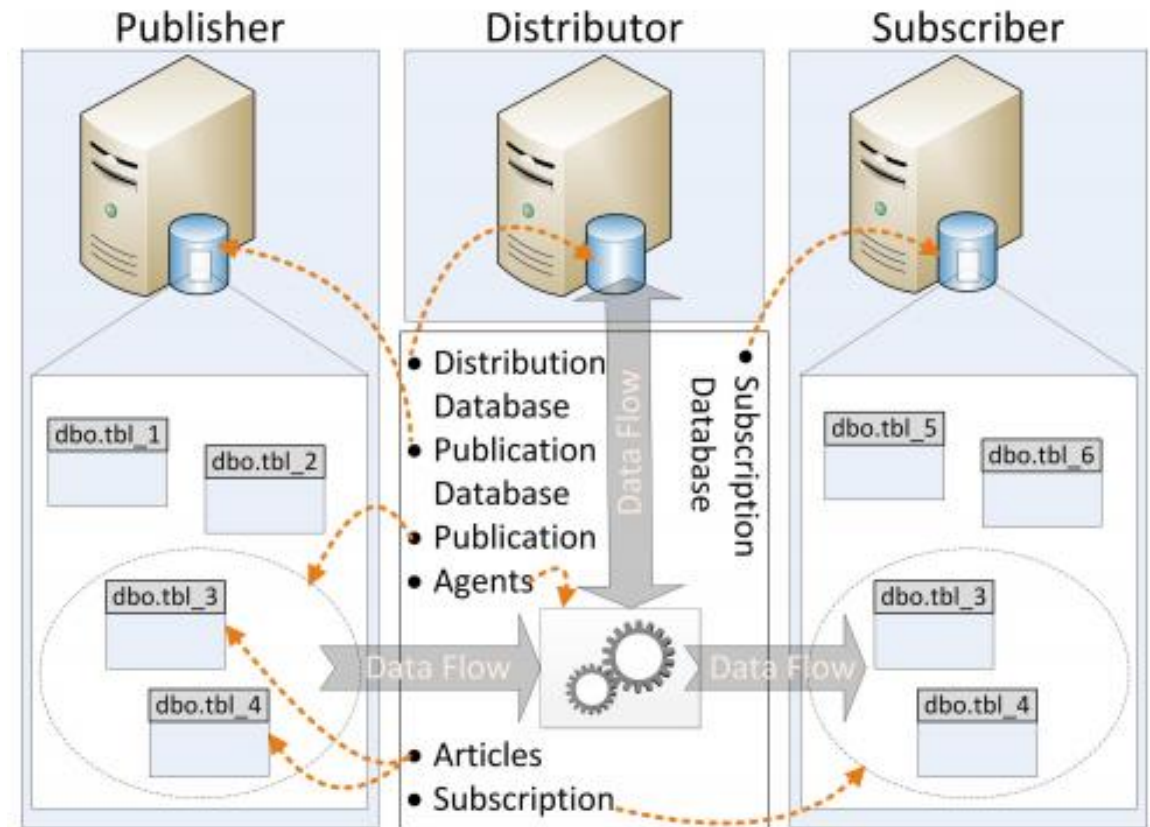 Publisher
Distributor
Subscriber
dbo.tbl_1
dbo.tbl_2
dbo.tbl_3
dbo.tbl_4
• Distribution
Database
• Publication
Database
• Publication
• Agents
Data Flow
• Subscription
Database
Data Flow
Data Flow
• Articles
• Subscription
dbo.tbl_5
dbo.tbl_6
dbo.tbl_3
dbo.tbl_4